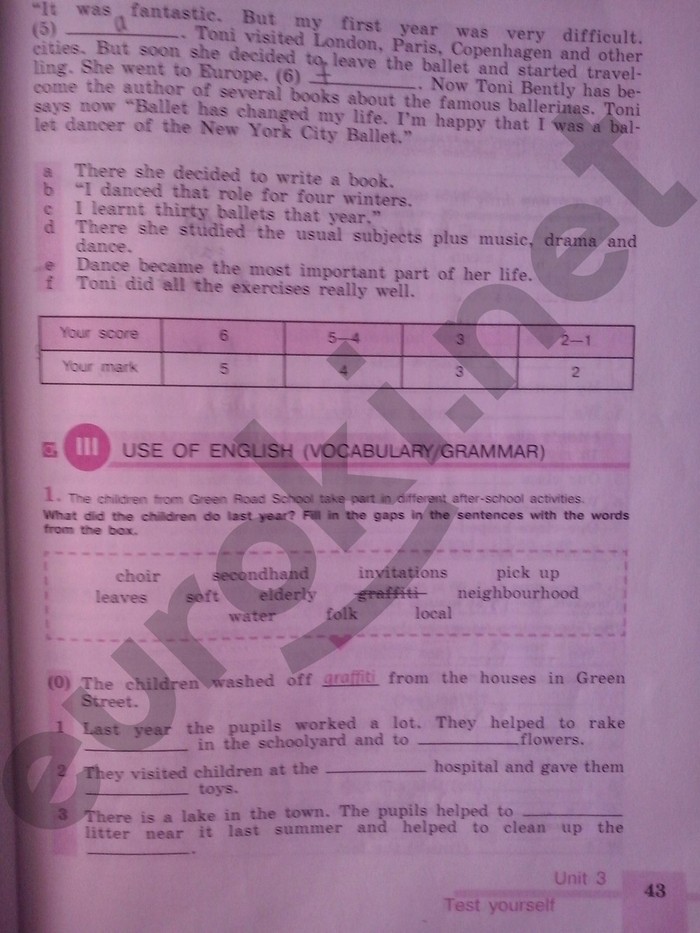 “It was fantastic. But my first year was very difficult.
(5) a. Toni visited London, Paris, Copenhagen and other
cities. But soon she decided to leave the ballet and started travel-
ling. She went to Europe. (6) f. Now Toni Bently has be-
come the author of several books about the famous ballerinas. Toni
says now “Ballet has changed my life. I’m happy that I was a bal-
let dancer of the New York City Ballet.”
a There she decided to write a book.
b “I danced that role for four winters.
c I learnt thirty ballets that year.”
d There she studied the usual subjects plus music, drama and
dance.
e Dance became the most important part of her life.
f Toni did all the exercises really well.
Your score 6 5—4 3 2—1
Your mark 5 4 3 2
III USE OF ENGLISH (VOCABULARY/GRAMMAR)
1. The children from Green Road School take part in different after-school activities.
What did the children do last year? Fill in the gaps in the sentences with the words
from the box.
choir secondhand invitations pick up
leaves soft elderly graffiti neighbourhood
water folk local
(0) The children washed off graffiti from the houses in Green
Street.
1 Last year the pupils worked a lot. They helped to rake
__________ in the schoolyard and to __________ flowers.
2 They visited children at the __________ hospital and gave them
__________ toys.
3 There is a lake in the town. The pupils helped to __________
litter near it last summer and helped to clean up the
__________.
Unit 3
Test yourself
43
euroki.net